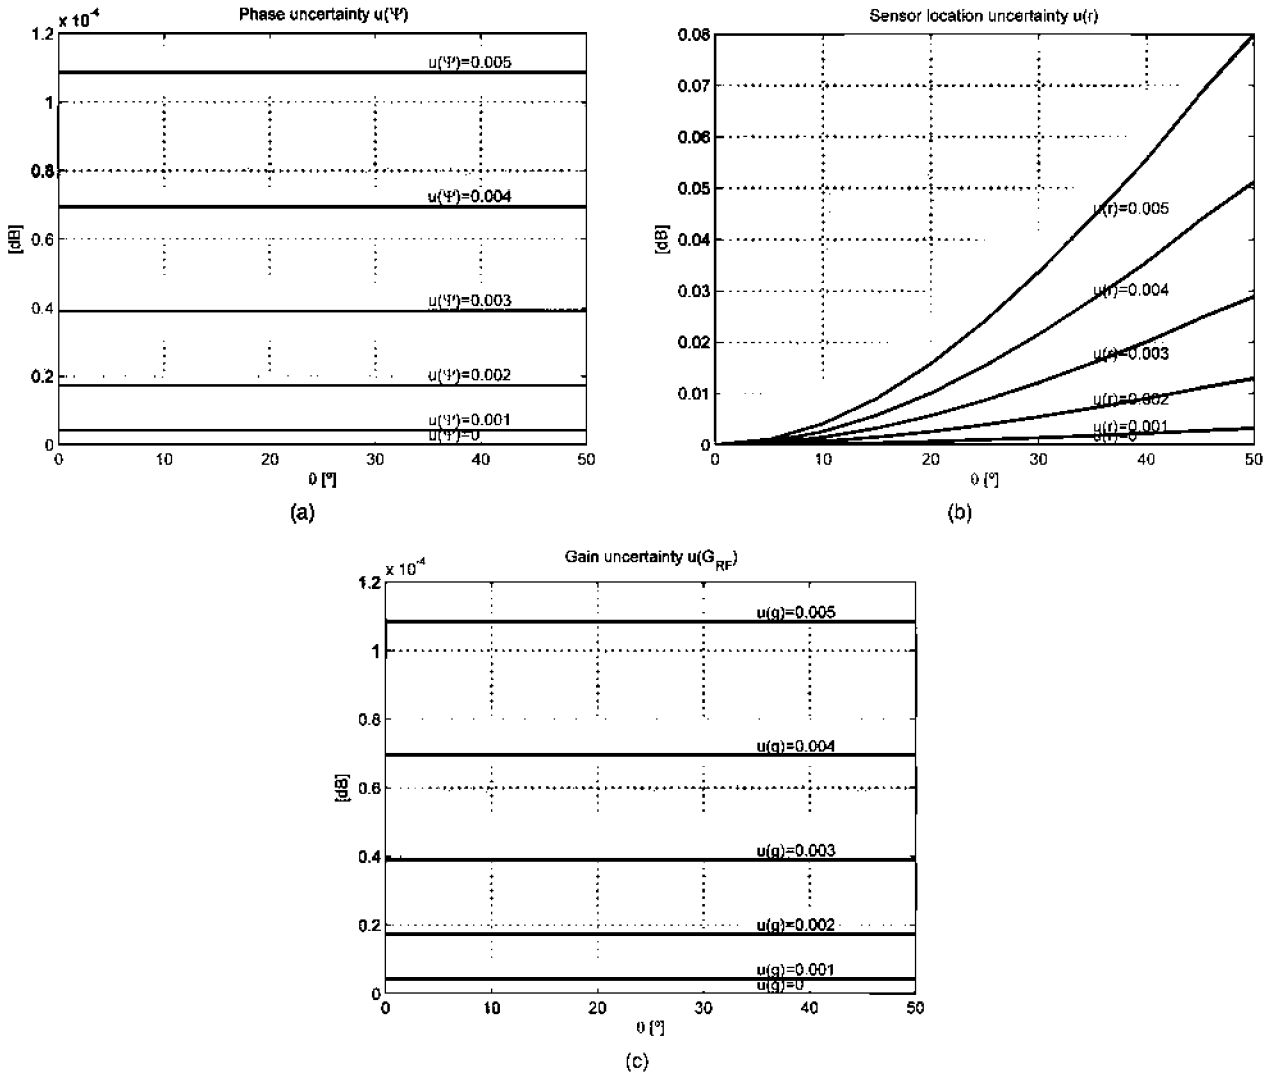 Phase uncertainty u(Ψ)
x 10⁻⁴
1.2
1
0.8
0.6
0.4
0.2
0
[dB]
u(Ψ)=0.005
u(Ψ)=0.004
u(Ψ)=0.003
u(Ψ)=0.002
u(Ψ)=0.001
u(Ψ)=0
0 10 20 30 40 50
θ [º]
(a)
Sensor location uncertainty u(r)
0.08
0.07
0.06
0.05
0.04
0.03
0.02
0.01
0
[dB]
u(r)=0.005
u(r)=0.004
u(r)=0.003
u(r)=0.002
u(r)=0.001
u(r)=0
0 10 20 30 40 50
θ [º]
(b)
Gain uncertainty u(G_RF)
x 10⁻⁴
1.2
1
0.8
0.6
0.4
0.2
0
[dB]
u(g)=0.005
u(g)=0.004
u(g)=0.003
u(g)=0.002
u(g)=0.001
u(g)=0
0 10 20 30 40 50
θ [º]
(c)